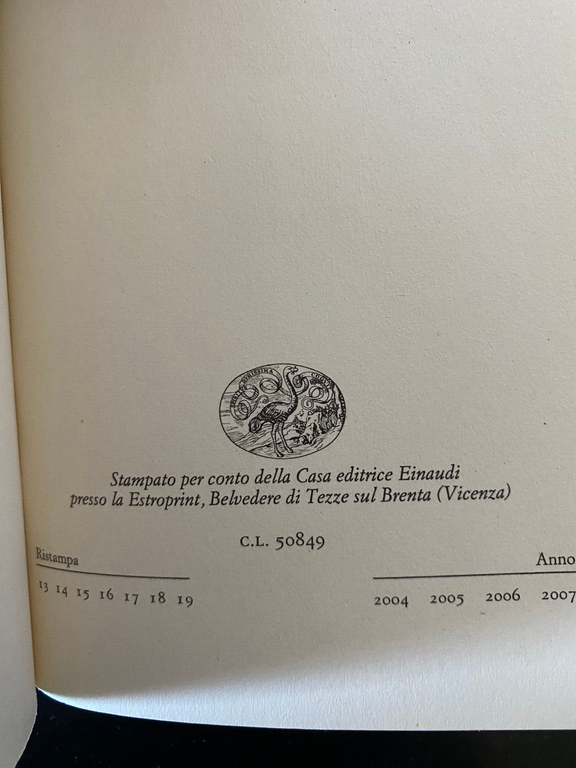 Stampato per conto della Casa editrice Einaudi
presso la Estroprint, Belvedere di Tezze sul Brenta (Vicenza)
C.L. 50849
Ristampa
13 14 15 16 17 18 19
Anno
2004 2005 2006 2007